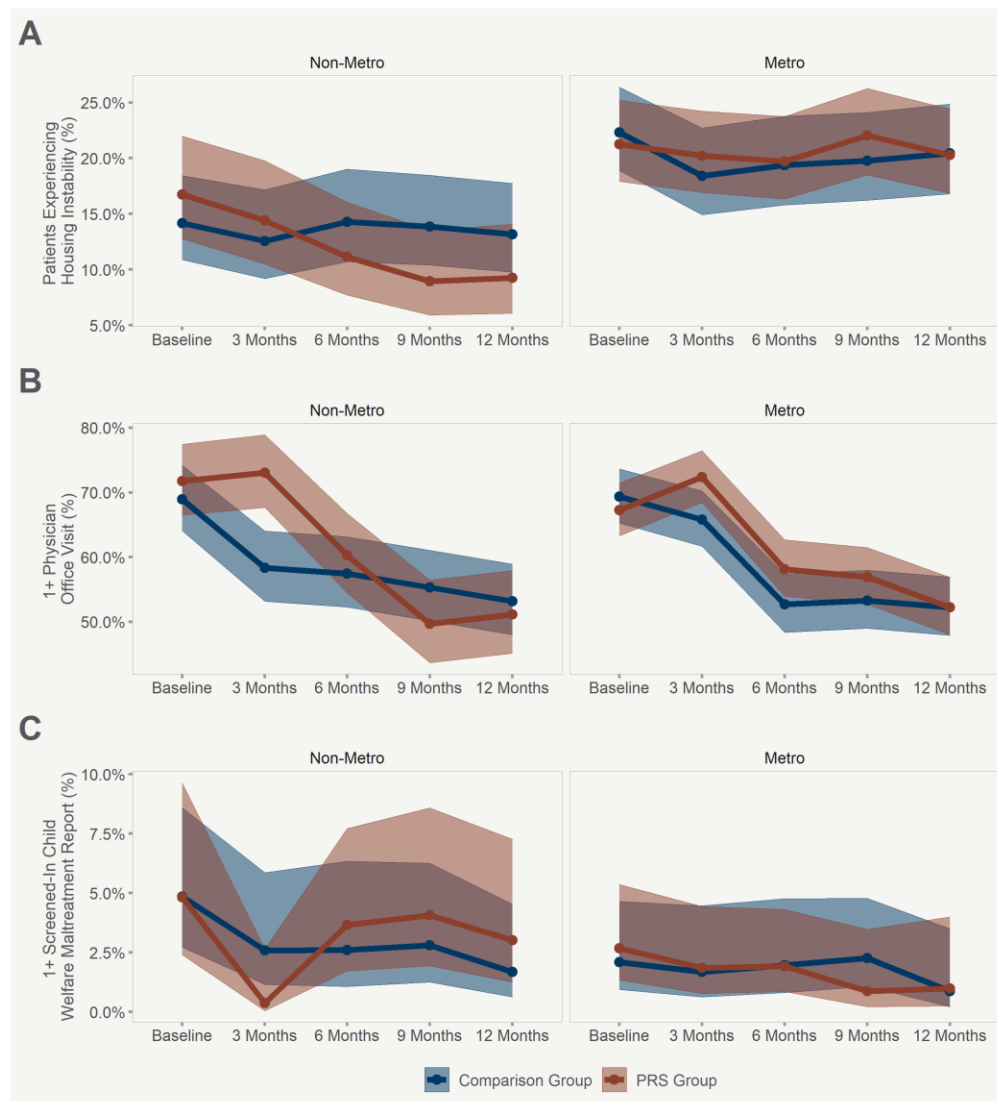 A
Non-Metro
Metro
Patients Experiencing
Housing Instability (%)
25.0%
20.0%
15.0%
10.0%
5.0%
Baseline 3 Months 6 Months 9 Months 12 Months
Baseline 3 Months 6 Months 9 Months 12 Months
B
Non-Metro
Metro
1+ Physician
Office Visit (%)
80.0%
70.0%
60.0%
50.0%
Baseline 3 Months 6 Months 9 Months 12 Months
Baseline 3 Months 6 Months 9 Months 12 Months
C
Non-Metro
Metro
1+ Screened-In Child
Welfare Maltreatment Report (%)
10.0%
7.5%
5.0%
2.5%
0.0%
Baseline 3 Months 6 Months 9 Months 12 Months
Baseline 3 Months 6 Months 9 Months 12 Months
Comparison Group PRS Group